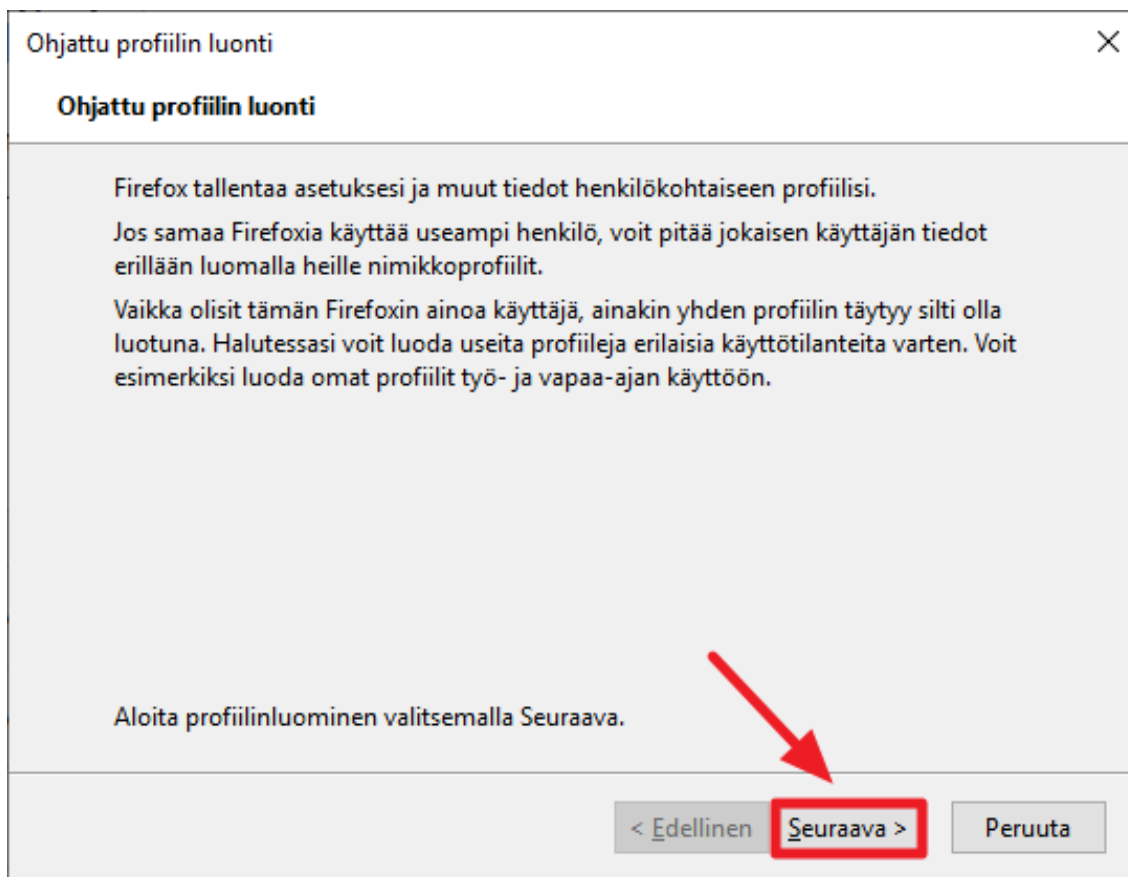 Ohjattu profiilin luonti
Ohjattu profiilin luonti
Firefox tallentaa asetuksesi ja muut tiedot henkilökohtaiseen profiilisi.
Jos samaa Firefoxia käyttää useampi henkilö, voit pitää jokaisen käyttäjän tiedot
erillään luomalla heille nimikkoprofiilit.
Vaikka olisit tämän Firefoxin ainoa käyttäjä, ainakin yhden profiilin täytyy silti olla
luotuna. Halutessasi voit luoda useita profiileja erilaisia käyttötilanteita varten. Voit
esimerkiksi luoda omat profiilit työ- ja vapaa-ajan käyttöön.
Aloita profiilinluominen valitsemalla Seuraava.
< Edellinen Seuraava > Peruuta